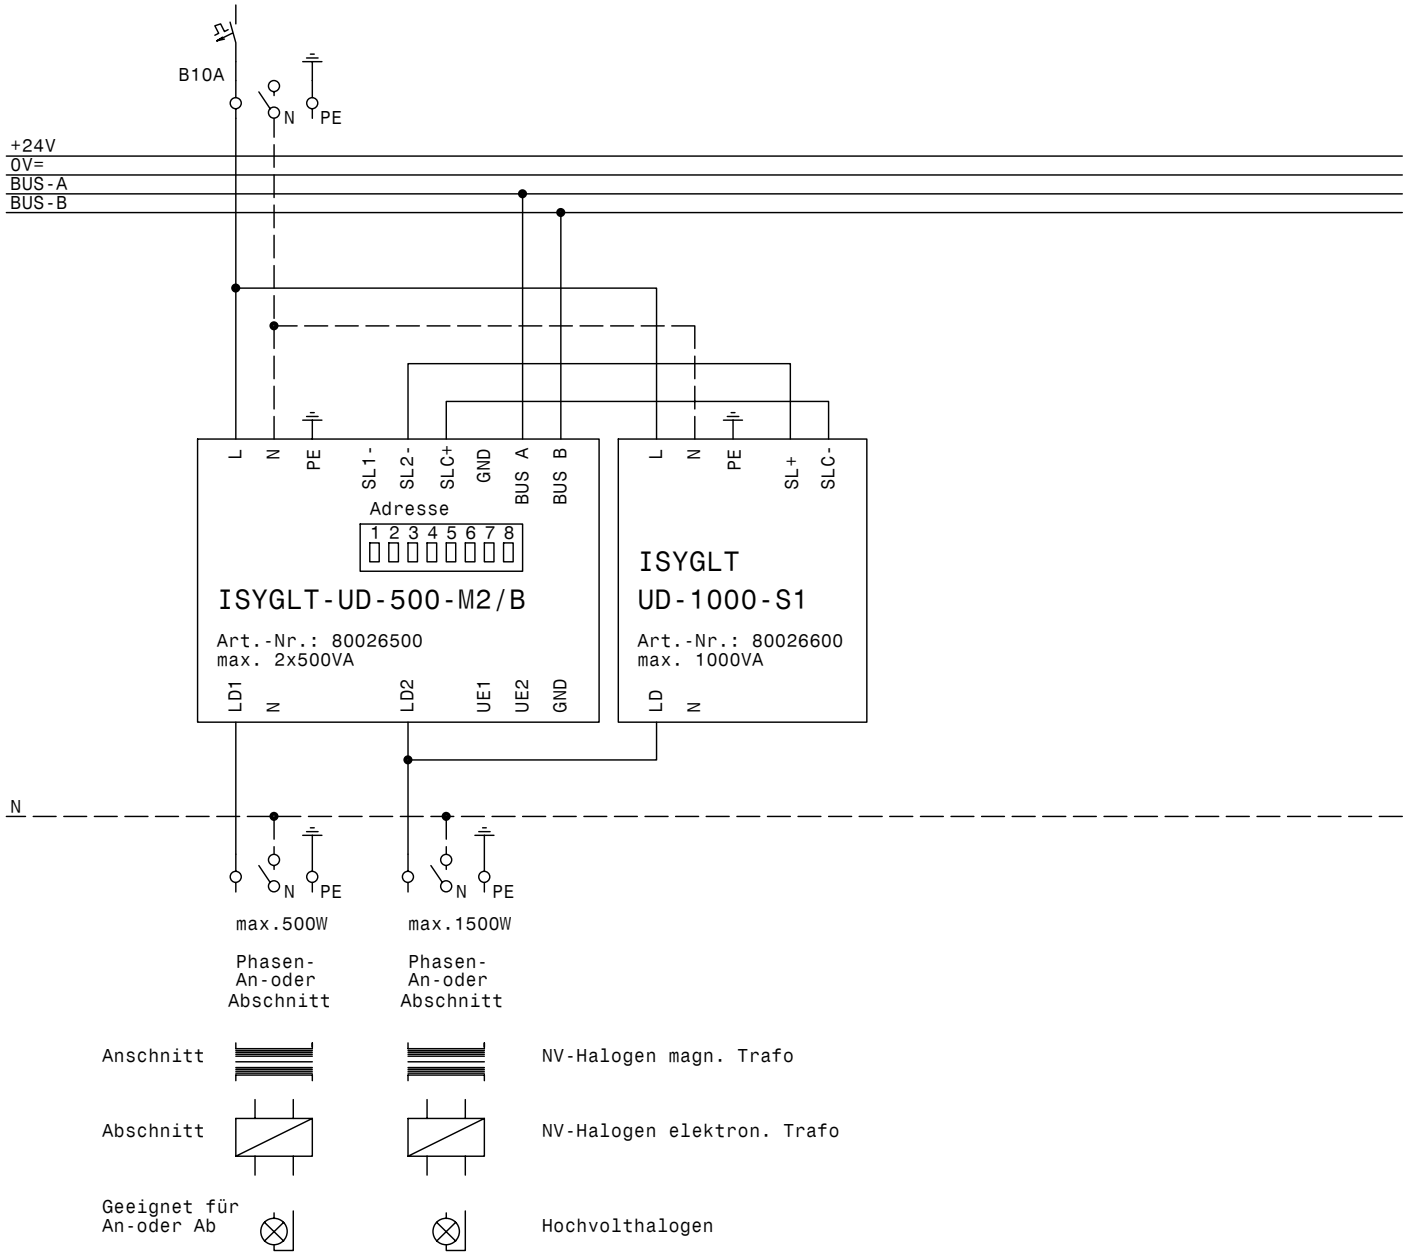 B10A
N
PE
+24V
0V=
BUS-A
BUS-B
L
N
PE
SL1-
SL2-
SLC+
GND
BUS A
BUS B
L
N
PE
SL+
SLC-
Adresse
1 2 3 4 5 6 7 8
ISYGLT-UD-500-M2/B
Art.-Nr.: 80026500
max. 2x500VA
ISYGLT
UD-1000-S1
Art.-Nr.: 80026600
max. 1000VA
LD1
N
LD2
UE1
UE2
GND
LD
N
N
N
PE
N
PE
max.500W
max.1500W
Phasen-
An-oder
Abschnitt
Phasen-
An-oder
Abschnitt
Anschnitt
NV-Halogen magn. Trafo
Abschnitt
NV-Halogen elektron. Trafo
Geeignet für
An-oder Ab
Hochvolthalogen